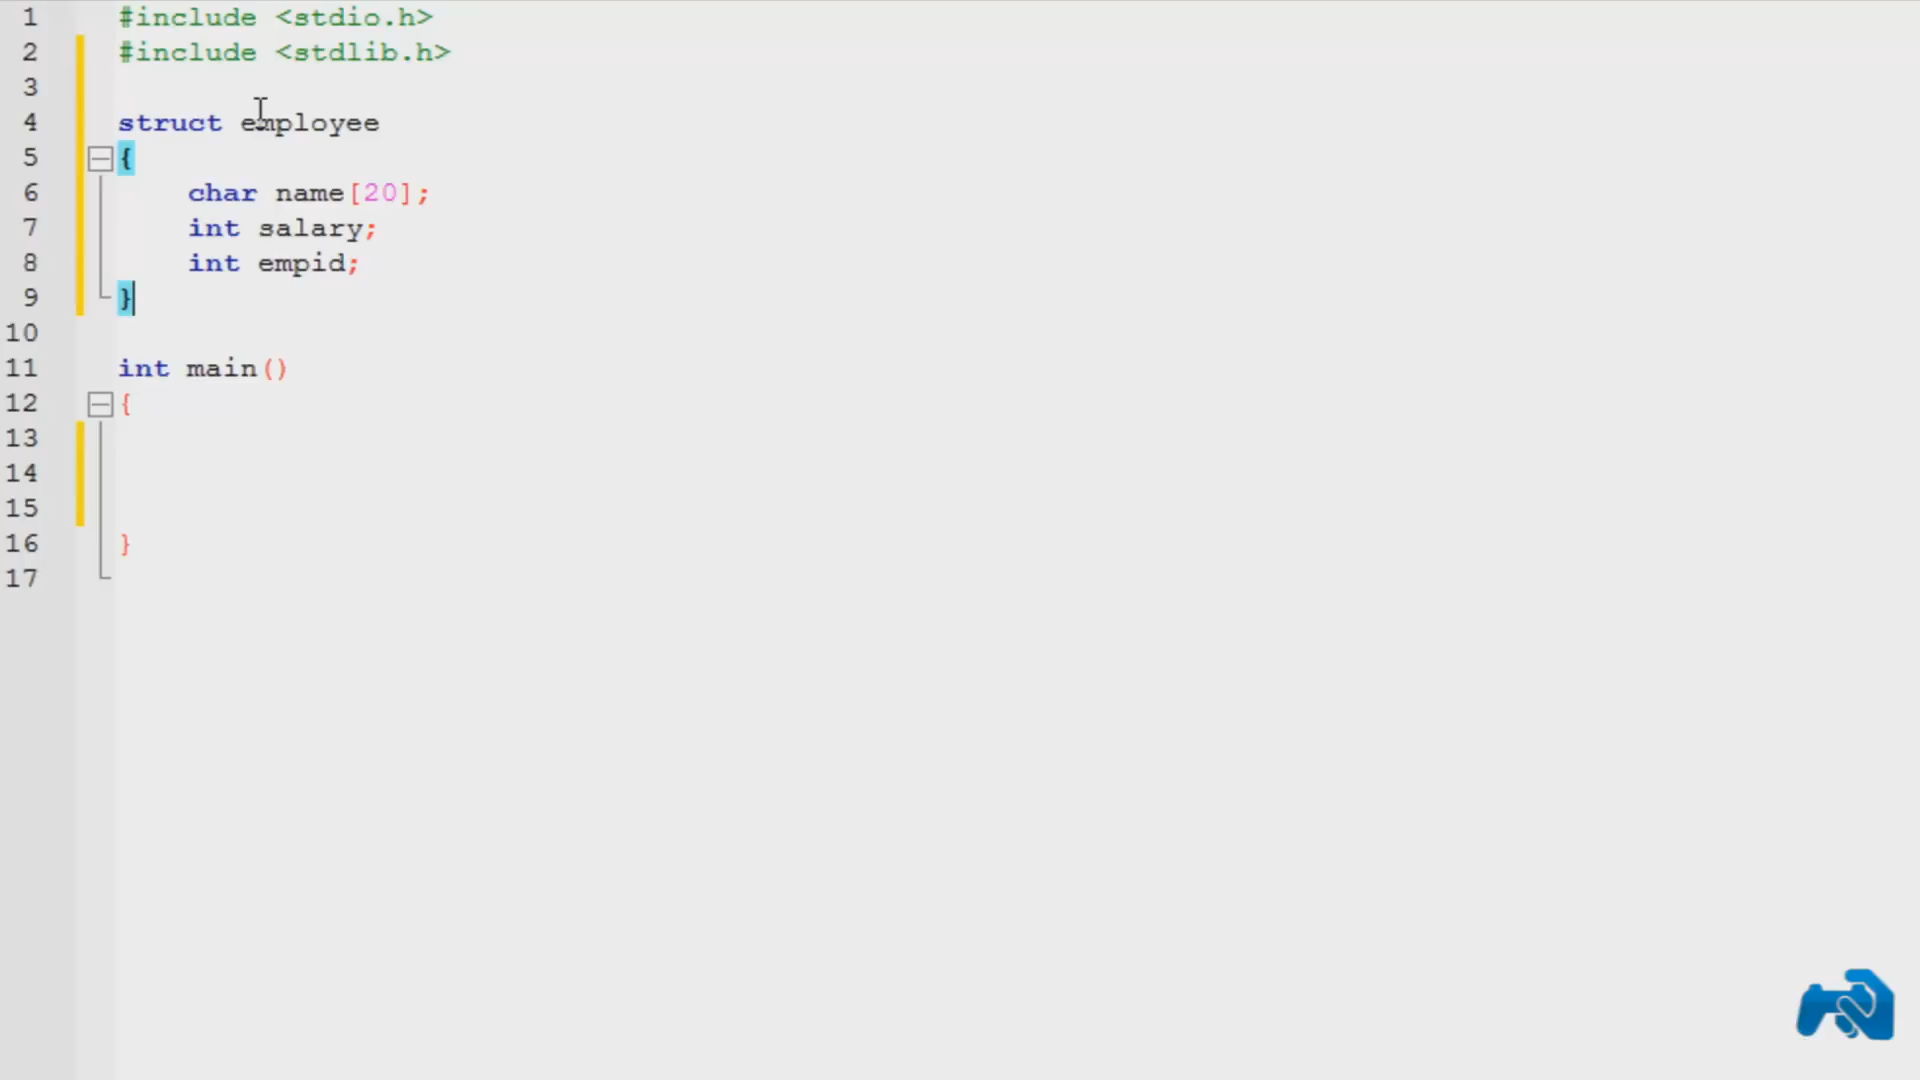 1 #include <stdio.h>
2 #include <stdlib.h>
3
4 struct employee
5 {
6 char name[20];
7 int salary;
8 int empid;
9 }
10
11 int main()
12 {
13
14
15
16 }
17